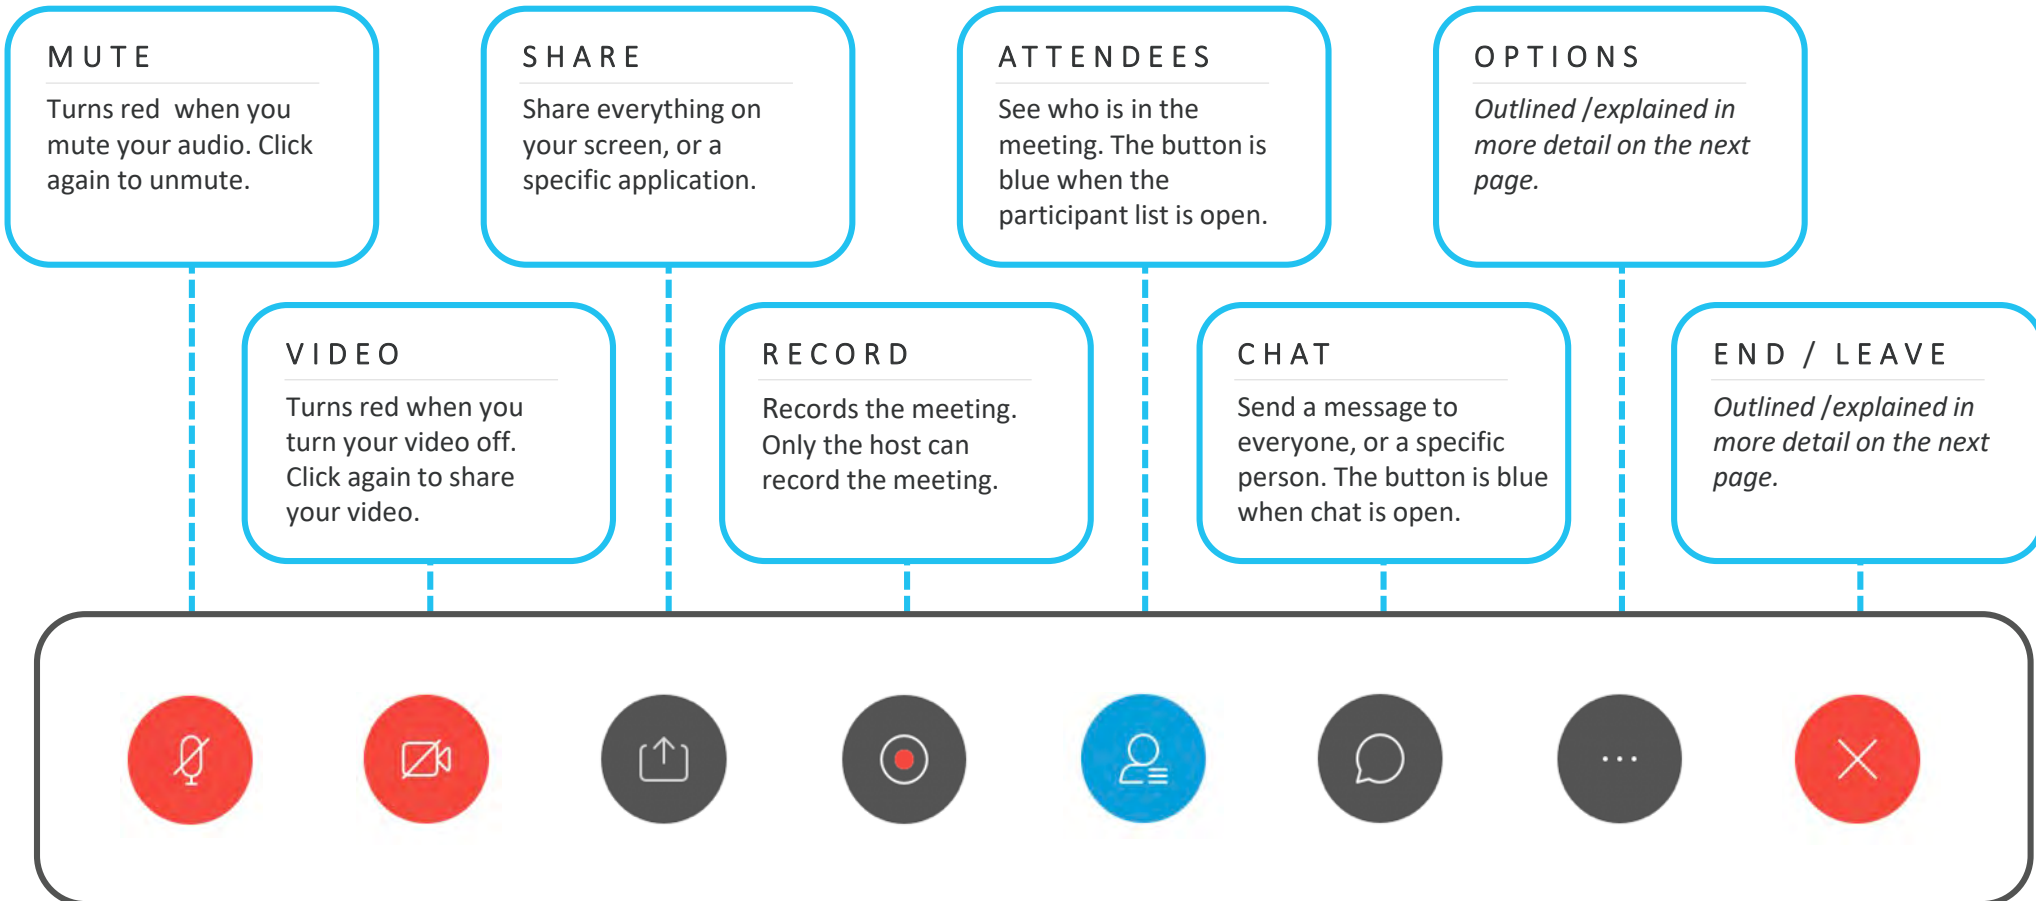 MUTE
Turns red when you
mute your audio. Click
again to unmute.
SHARE
Share everything on
your screen, or a
specific application.
ATTENDEES
See who is in the
meeting. The button is
blue when the
participant list is open.
OPTIONS
Outlined /explained in
more detail on the next
page.
VIDEO
Turns red when you
turn your video off.
Click again to share
your video.
RECORD
Records the meeting.
Only the host can
record the meeting.
CHAT
Send a message to
everyone, or a specific
person. The button is blue
when chat is open.
END / LEAVE
Outlined /explained in
more detail on the next
page.